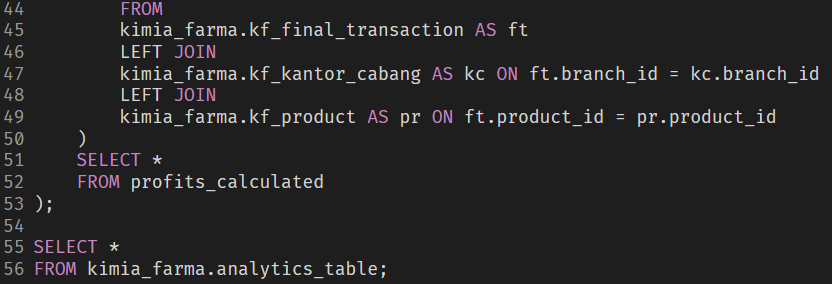 44 FROM
45 kimia_farma.kf_final_transaction AS ft
46 LEFT JOIN
47 kimia_farma.kf_kantor_cabang AS kc ON ft.branch_id = kc.branch_id
48 LEFT JOIN
49 kimia_farma.kf_product AS pr ON ft.product_id = pr.product_id
50 )
51 SELECT *
52 FROM profits_calculated
53 );
54
55 SELECT *
56 FROM kimia_farma.analytics_table;